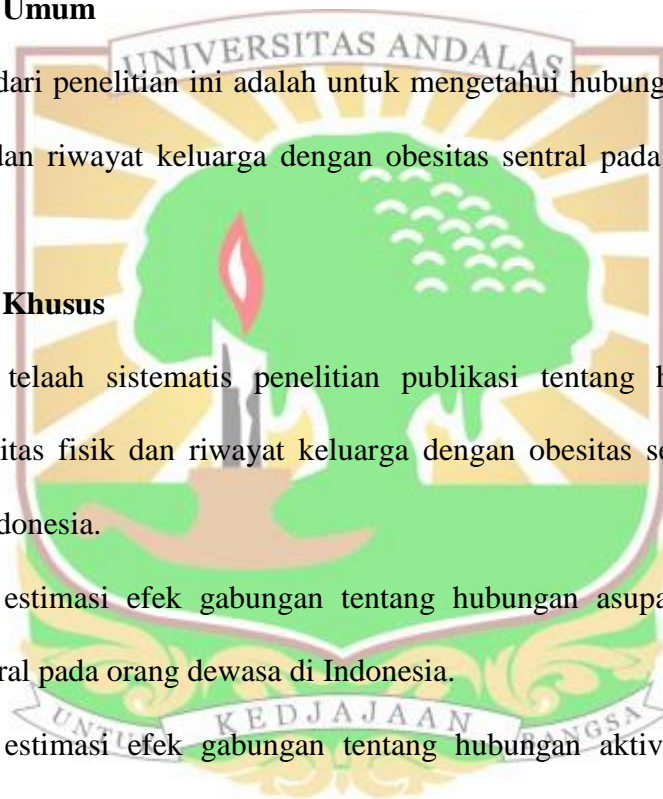 Umum
UNIVERSITAS ANDALAS
dari penelitian ini adalah untuk mengetahui hubung
dan riwayat keluarga dengan obesitas sentral pada
Khusus
telaah sistematis penelitian publikasi tentang h
itas fisik dan riwayat keluarga dengan obesitas se
donesia.
estimasi efek gabungan tentang hubungan asupa
ral pada orang dewasa di Indonesia.
UNTUK KEDJAJAAN BANGSA
estimasi efek gabungan tentang hubungan aktiv